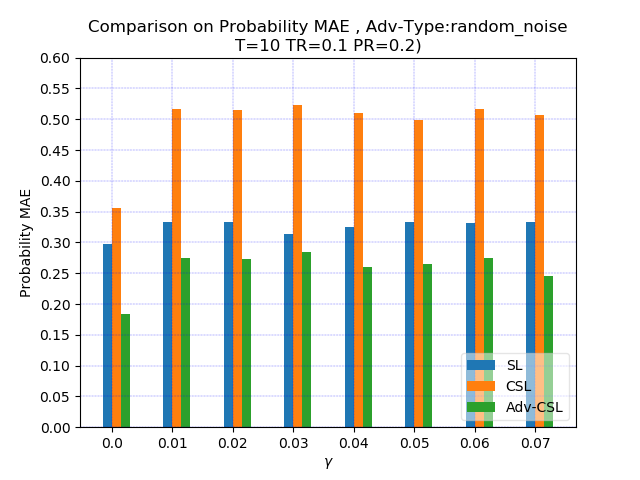 Comparison on Probability MAE , Adv-Type:random_noise
T=10 TR=0.1 PR=0.2)
Probability MAE
0.60
0.55
0.50
0.45
0.40
0.35
0.30
0.25
0.20
0.15
0.10
0.05
0.00
SL
CSL
Adv-CSL
0.0 0.01 0.02 0.03 0.04 0.05 0.06 0.07
γ